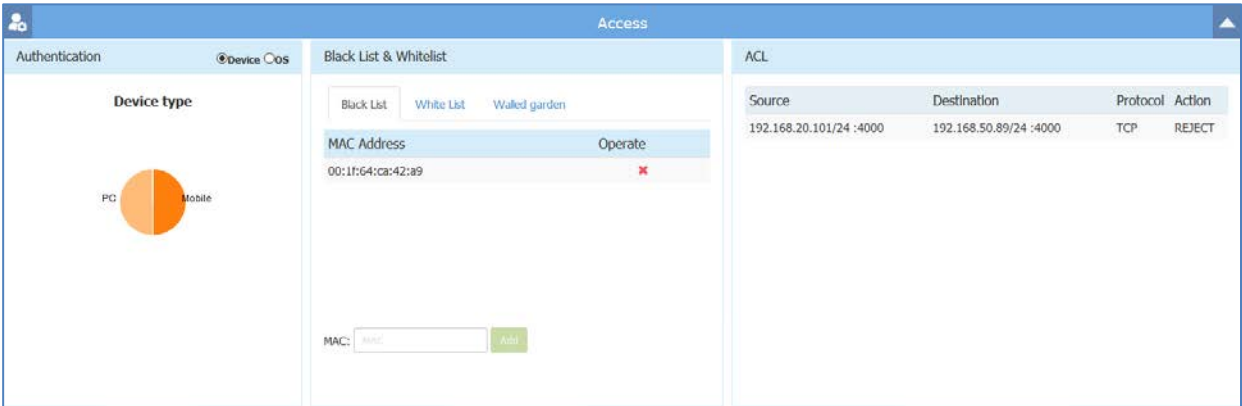 Access
Authentication
Device OS
Device type
PC
Mobile
Black List & Whitelist
Black List White List Walled garden
MAC Address Operate
00:1f:64:ca:42:a9
MAC: MAC Add
ACL
Source Destination Protocol Action
192.168.20.101/24 :4000 192.168.50.89/24 :4000 TCP REJECT